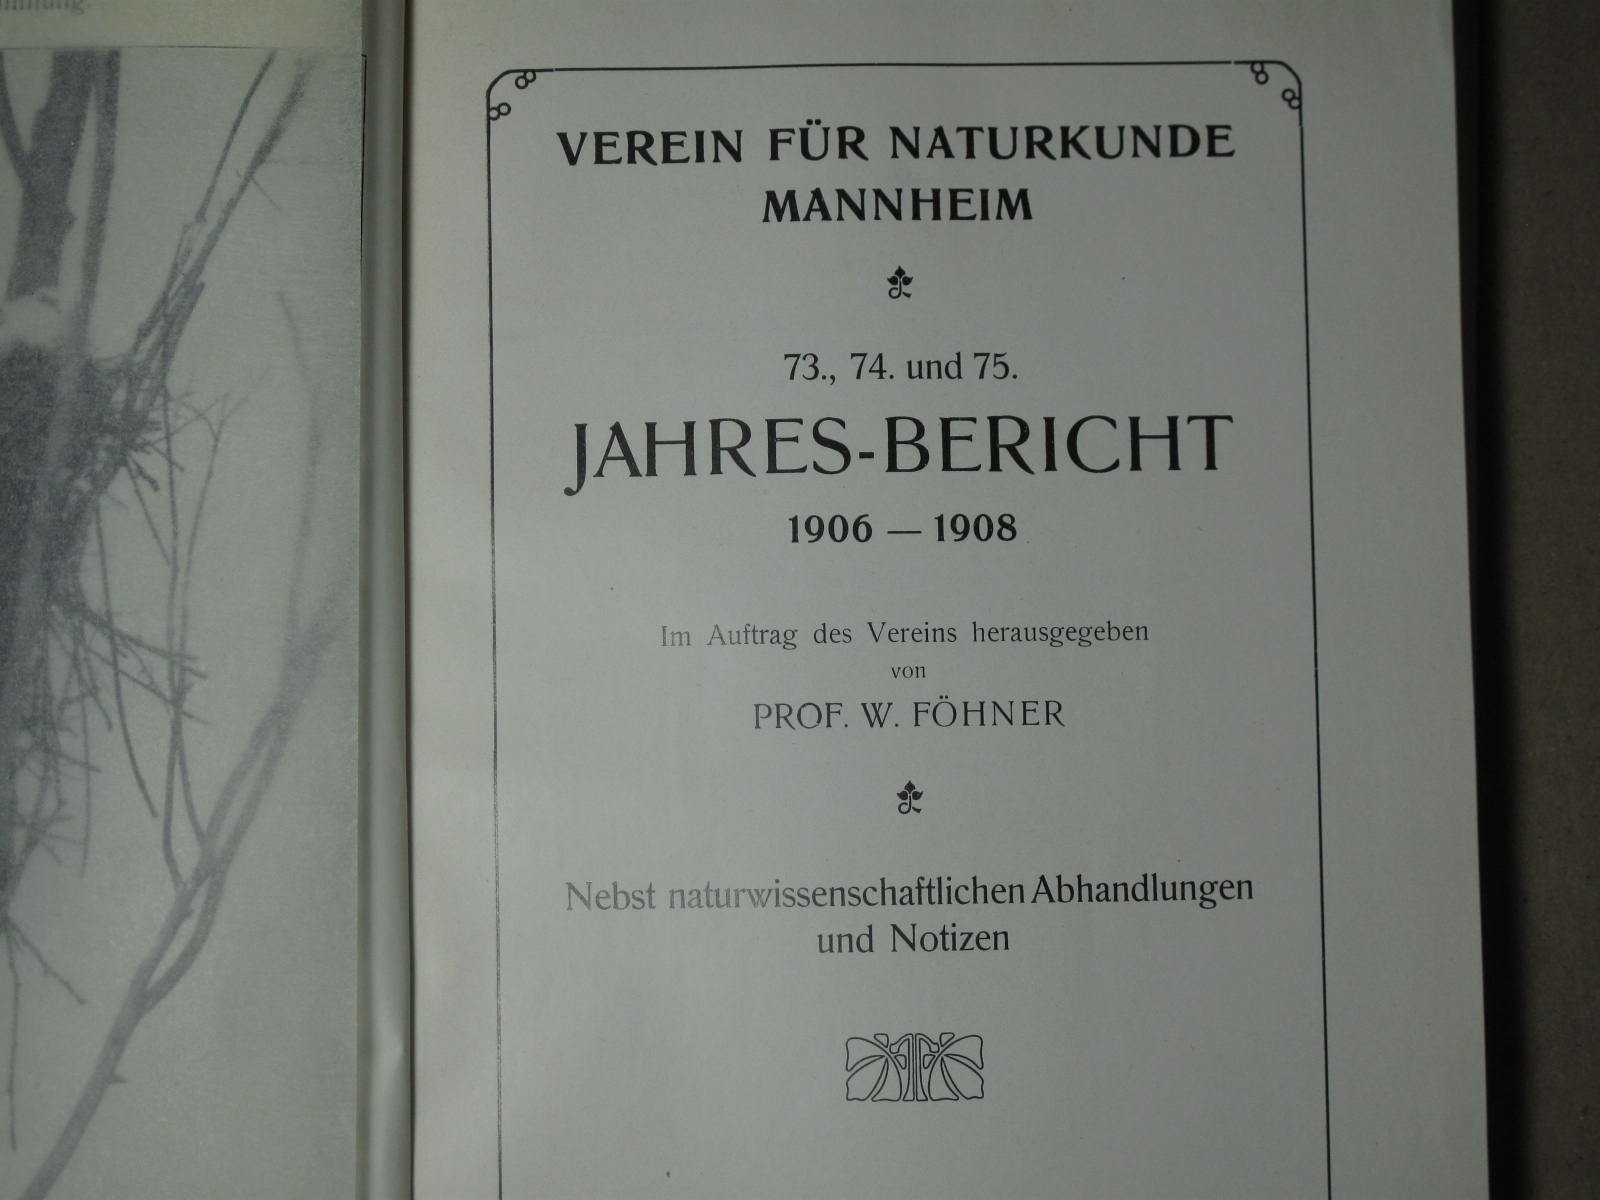 VEREIN FÜR NATURKUNDE
MANNHEIM
73., 74. und 75.
JAHRES-BERICHT
1906 — 1908
Im Auftrag des Vereins herausgegeben
von
PROF. W. FÖHNER
Nebst naturwissenschaftlichen Abhandlungen
und Notizen